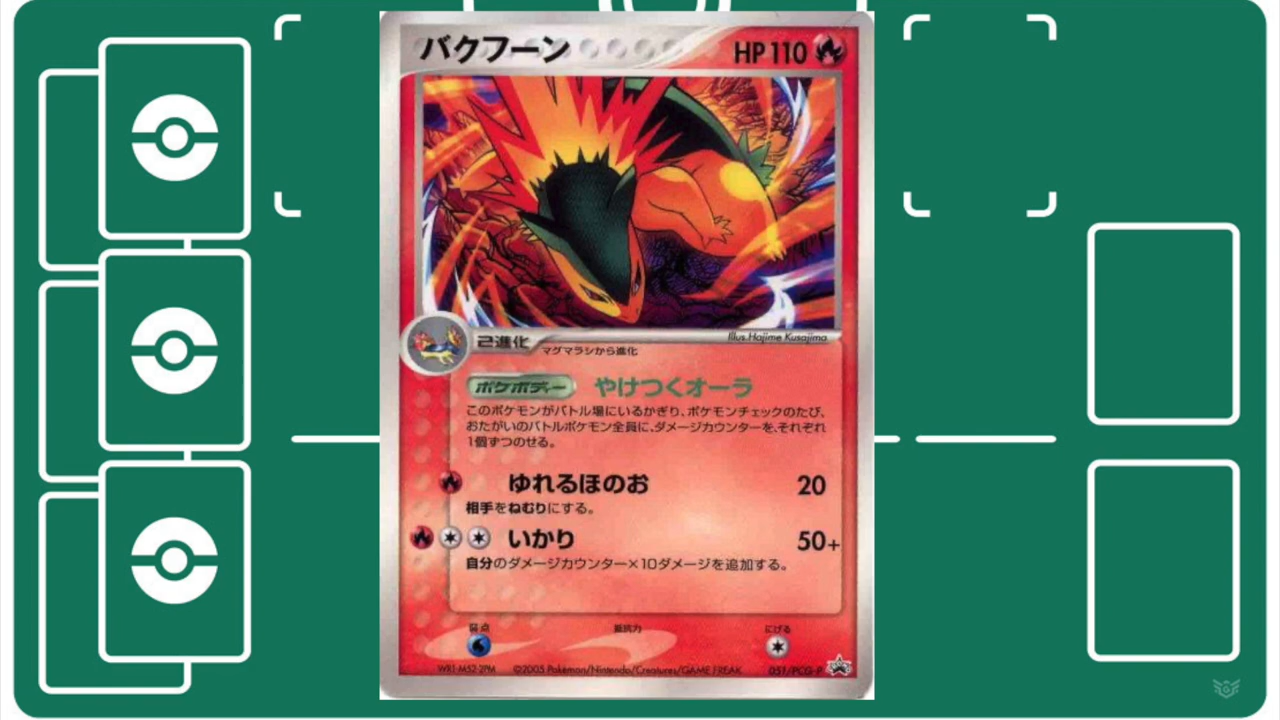 バクフーン HP110
Illus.Hajime Kusajima
2進化 マグマラシから進化
ポケボディー やけつくオーラ
このポケモンがバトル場にいるかぎり、ポケモンチェックのたび、
おたがいのバトルポケモン全員に、ダメージカウンターを、それぞれ
1個ずつのせる。
ゆれるほのお 20
相手をねむりにする。
いかり 50+
自分のダメージカウンター×10ダメージを追加する。
弱点 抵抗力 にげる
WR1-M52-2PM ©2005 Pokémon/Nintendo/Creatures/GAME FREAK 051/PCG-P